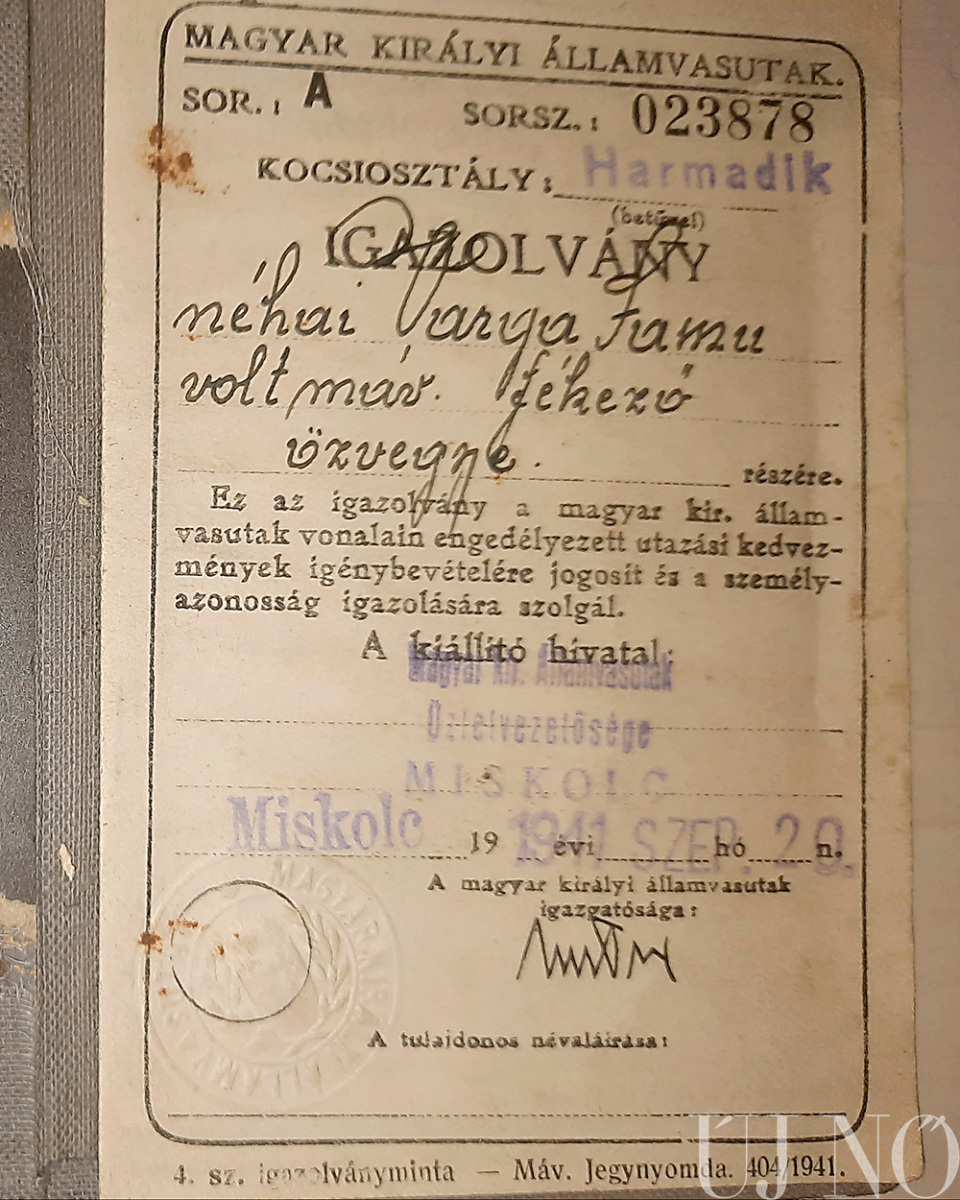 MAGYAR KIRÁLYI ÁLLAMVASUTAK.
SOR.: A SORSZ.: 023878
KOCSIOSZTÁLY: Harmadik
(betűvel)
IGAZOLVÁNY
néhai Varga Samu
volt máv. fékező
özvegye. részére.
Ez az igazolvány a magyar kir. állam-
vasutak vonalain engedélyezett utazási kedvez-
mények igénybevételére jogosít és a személy-
azonosság igazolására szolgál.
A kiállító hivatal:
Magyar Kir. Államvasutak
Üzletvezetősége
MISKOLC
Miskolc 19 1941 évi SZEP. hó 20. n.
A magyar királyi államvasutak
igazgatósága:
A tulajdonos névaláírása:
4. sz. igazolványminta — Máv. Jegynyomda. 404/1941.
ÚJ NŐ